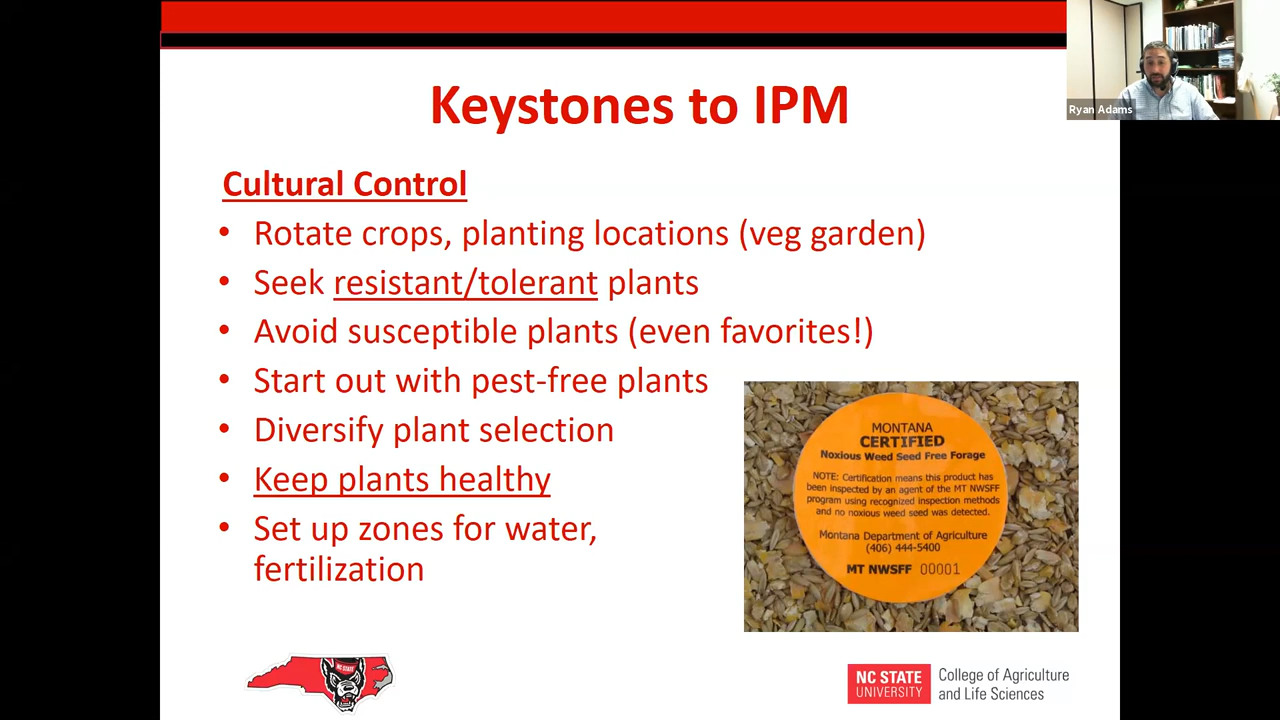 Keystones to IPM
Ryan Adams
Cultural Control
• Rotate crops, planting locations (veg garden)
• Seek resistant/tolerant plants
• Avoid susceptible plants (even favorites!)
• Start out with pest-free plants
• Diversify plant selection
• Keep plants healthy
• Set up zones for water,
fertilization
MONTANA
CERTIFIED
Noxious Weed Seed Free Forage
NOTE: Certification means this product has
been inspected by an agent of the MT NWSFF
program using recognized inspection methods
and no noxious weed seed was detected.
Montana Department of Agriculture
(406) 444-5400
MT NWSFF 00001
NC STATE
NC STATE
UNIVERSITY
College of Agriculture
and Life Sciences